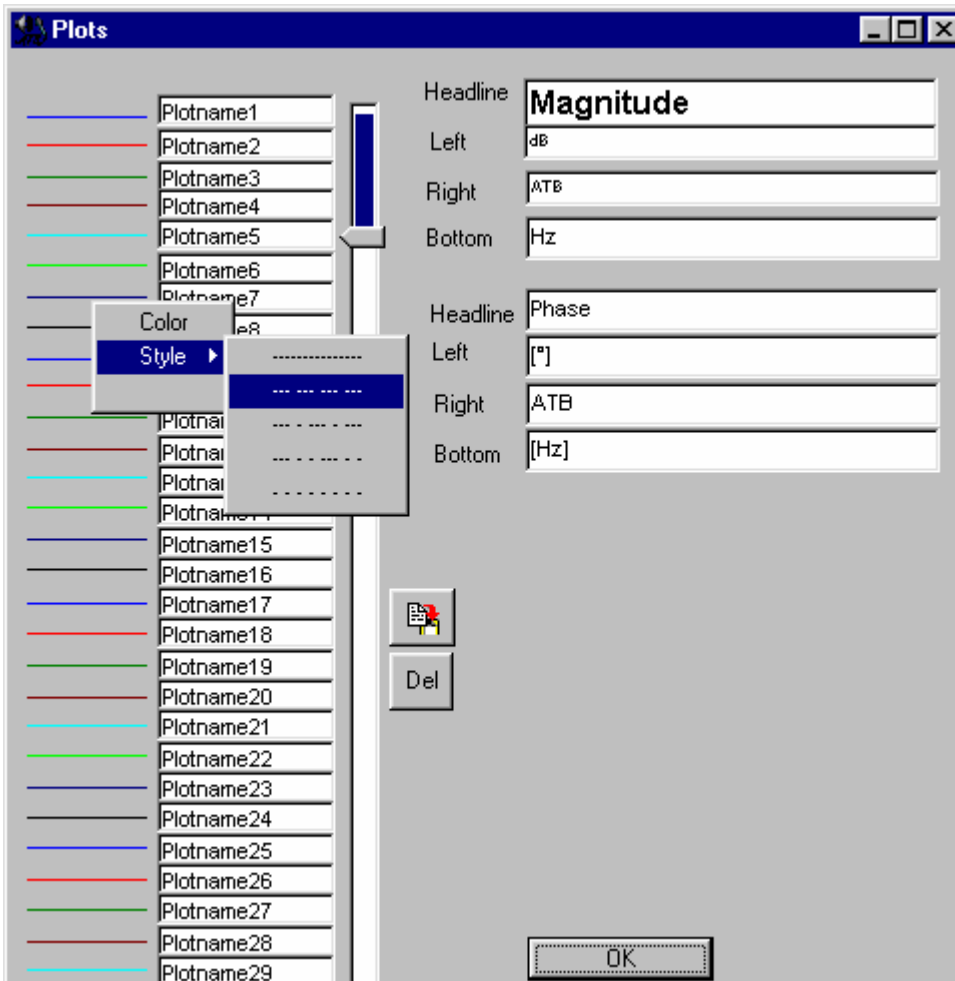 Plots
Plotname1
Plotname2
Plotname3
Plotname4
Plotname5
Plotname6
Plotname7
Color
Style
Plotname15
Plotname16
Plotname17
Plotname18
Plotname19
Plotname20
Plotname21
Plotname22
Plotname23
Plotname24
Plotname25
Plotname26
Plotname27
Plotname28
Plotname29
Headline Magnitude
Left dB
Right ATB
Bottom Hz
Headline Phase
Left [°]
Right ATB
Bottom [Hz]
Del
OK